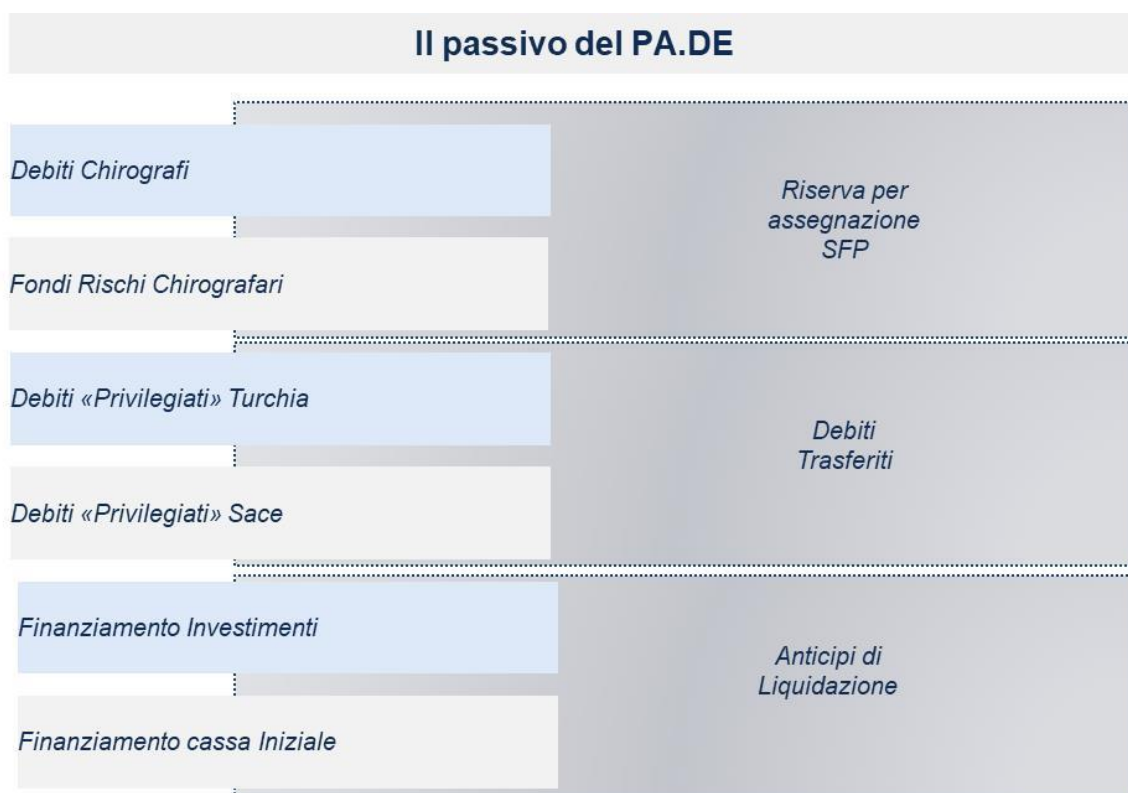 Il passivo del PA.DE
Debiti Chirografi
Fondi Rischi Chirografari
Riserva per
assegnazione
SFP
Debiti «Privilegiati» Turchia
Debiti «Privilegiati» Sace
Debiti
Trasferiti
Finanziamento Investimenti
Finanziamento cassa Iniziale
Anticipi di
Liquidazione